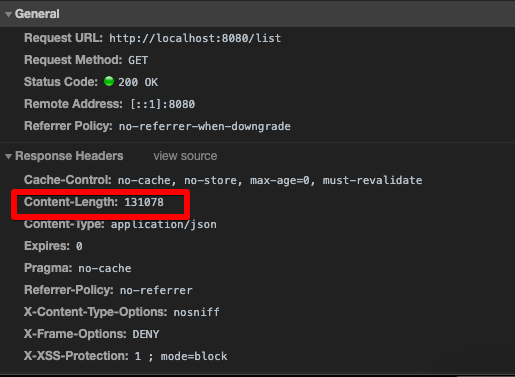 General
Request URL: http://localhost:8080/list
Request Method: GET
Status Code: 200 OK
Remote Address: [::1]:8080
Referrer Policy: no-referrer-when-downgrade
Response Headers view source
Cache-Control: no-cache, no-store, max-age=0, must-revalidate
Content-Length: 131078
Content-Type: application/json
Expires: 0
Pragma: no-cache
Referrer-Policy: no-referrer
X-Content-Type-Options: nosniff
X-Frame-Options: DENY
X-XSS-Protection: 1 ; mode=block